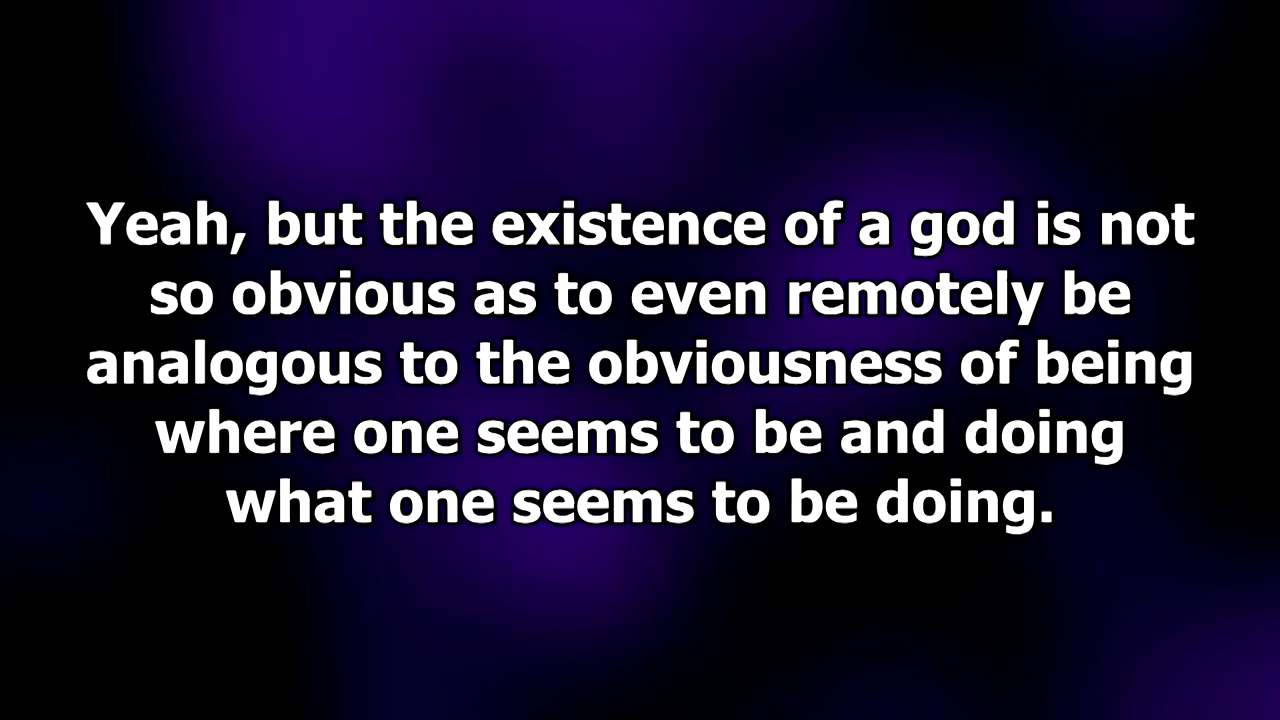 Yeah, but the existence of a god is not
so obvious as to even remotely be
analogous to the obviousness of being
where one seems to be and doing
what one seems to be doing.